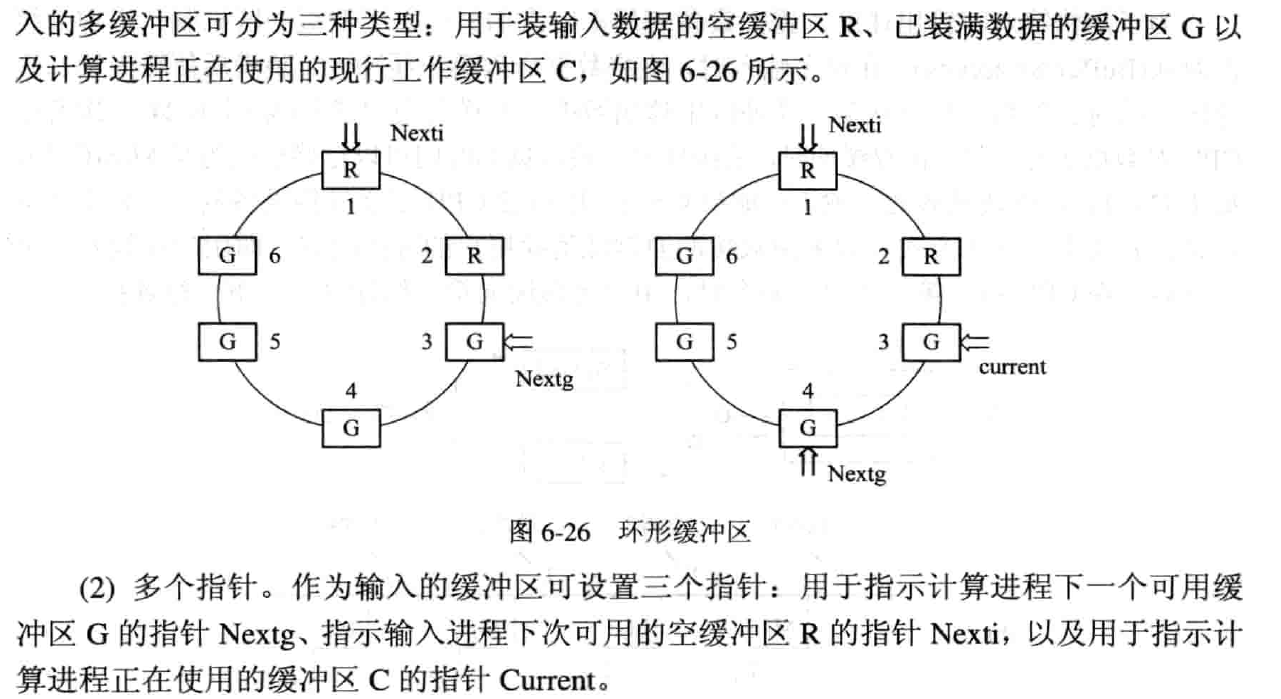 入的多缓冲区可分为三种类型：用于装输入数据的空缓冲区 R、已装满数据的缓冲区 G 以
及计算进程正在使用的现行工作缓冲区 C，如图 6-26 所示。
Nexti
R
1
G 6
2 R
G 5
3 G
Nextg
4
G
Nexti
R
1
G 6
2 R
G 5
3 G
current
4
G
Nextg
图 6-26 环形缓冲区
(2) 多个指针。作为输入的缓冲区可设置三个指针：用于指示计算进程下一个可用缓
冲区 G 的指针 Nextg、指示输入进程下次可用的空缓冲区 R 的指针 Nexti，以及用于指示计
算进程正在使用的缓冲区 C 的指针 Current。